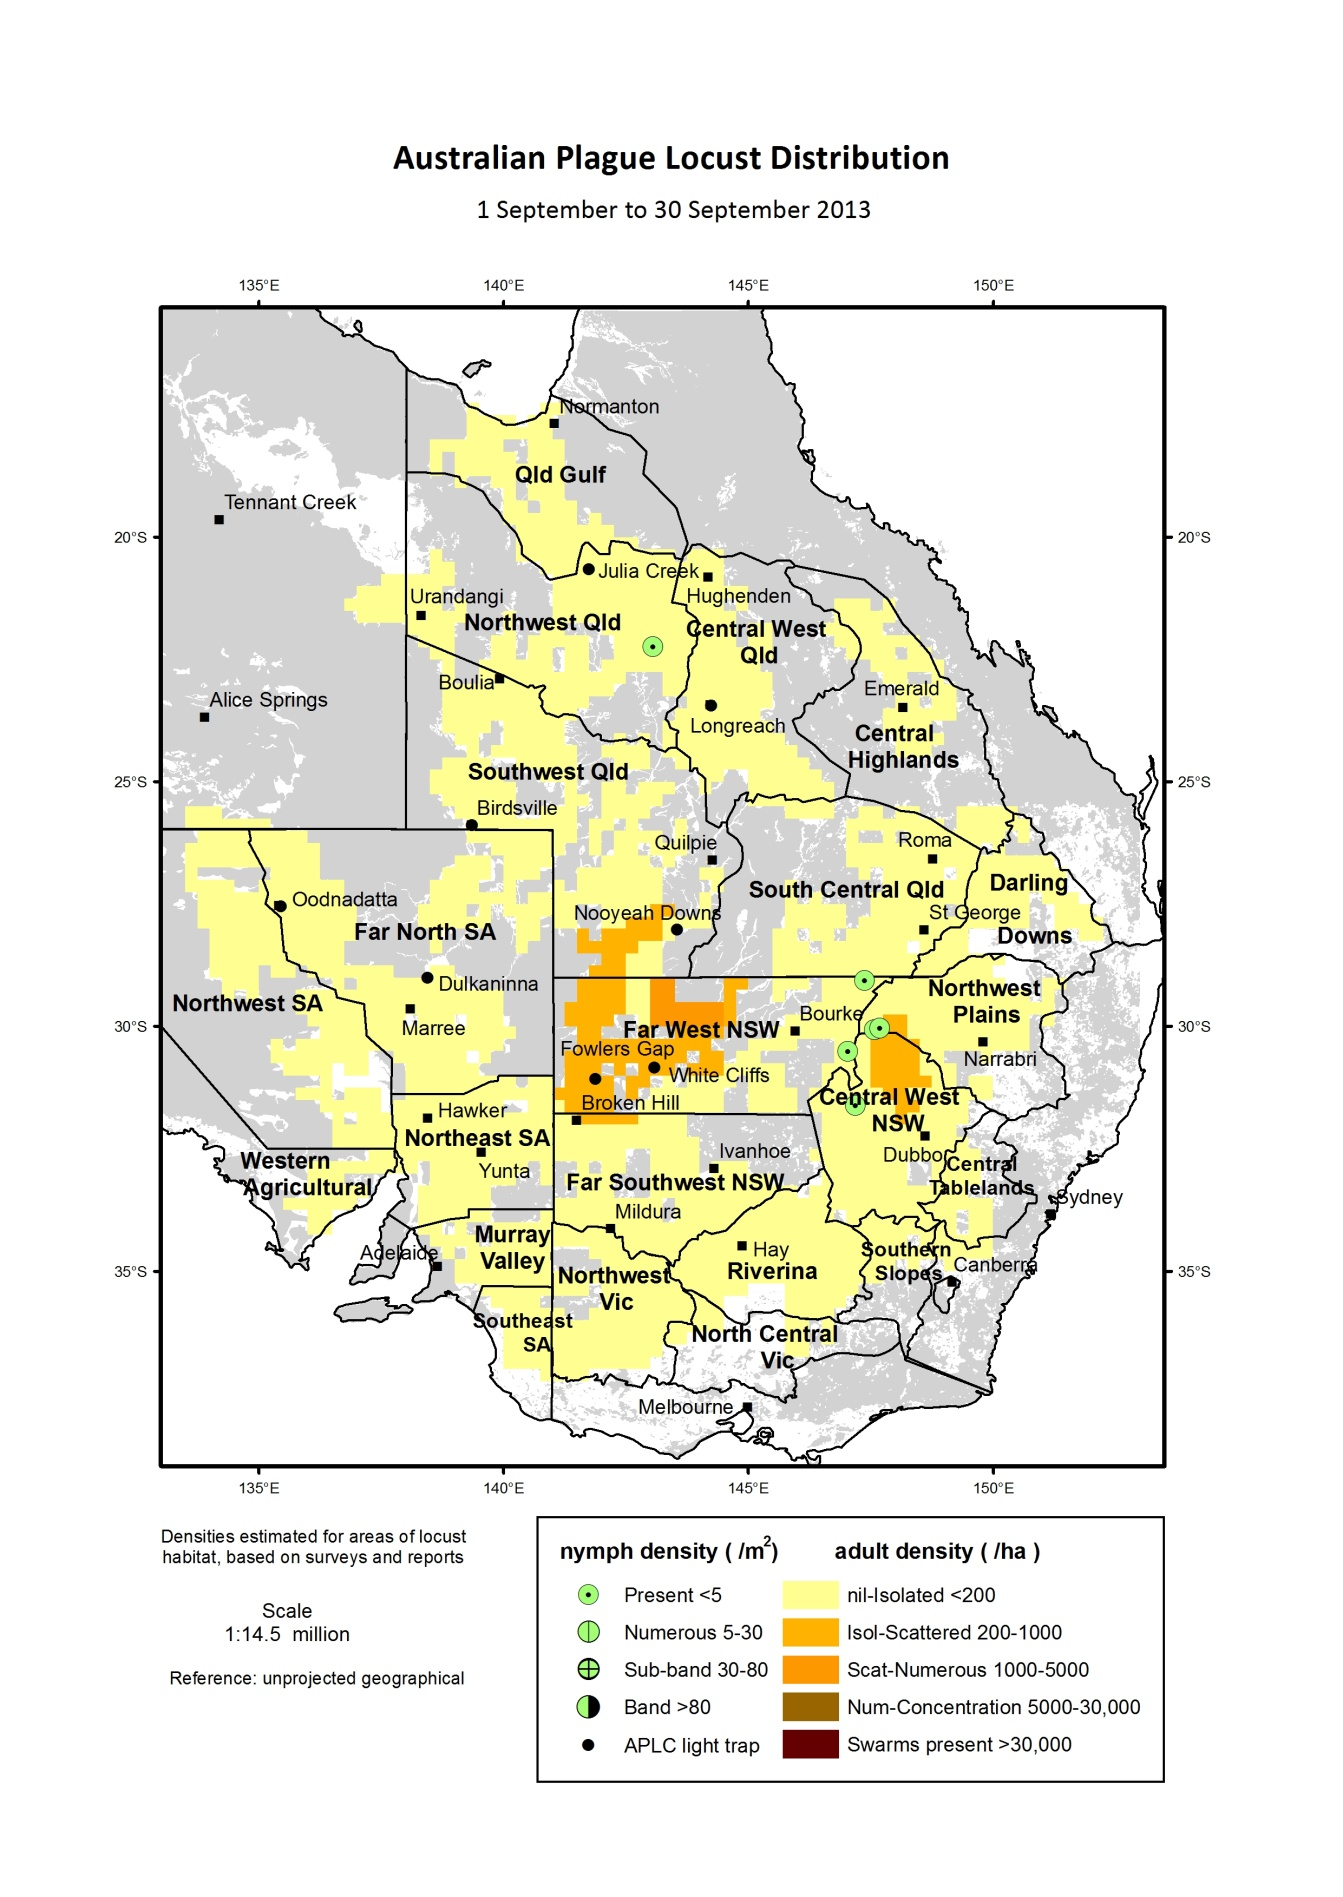 Australian Plague Locust Distribution
1 September to 30 September 2013
135°E 140°E 145°E 150°E
Normanton
Qld Gulf
Tennant Creek
20°S 20°S
Julia Creek
Hughenden
Urandangi
Northwest Qld
Central West
Qld
Boulia
Emerald
Alice Springs
Longreach
Central
Highlands
Southwest Qld
25°S 25°S
Birdsville
Quilpie
Roma
South Central Qld
Darling
Downs
Oodnadatta
Nooyeah Downs
St George
Far North SA
Dulkaninna
Northwest SA
Northwest
Plains
Marree
Bourke
30°S 30°S
Far West NSW
Fowlers Gap
Narrabri
White Cliffs
Broken Hill
Central West
NSW
Hawker
Northeast SA
Ivanhoe
Dubbo
Western
Agricultural
Yunta
Far Southwest NSW
Central
Tablelands
Sydney
Mildura
Murray
Valley
Adelaide
Hay
Riverina
Southern
Slopes
Canberra
35°S 35°S
Northwest
Vic
Southeast
SA
North Central
Vic
Melbourne
135°E 140°E 145°E 150°E
Densities estimated for areas of locust
habitat, based on surveys and reports
Scale
1:14.5 million
Reference: unprojected geographical
nymph density ( /m²) adult density ( /ha )
Present <5 nil-Isolated <200
Numerous 5-30 Isol-Scattered 200-1000
Sub-band 30-80 Scat-Numerous 1000-5000
Band >80 Num-Concentration 5000-30,000
APLC light trap Swarms present >30,000